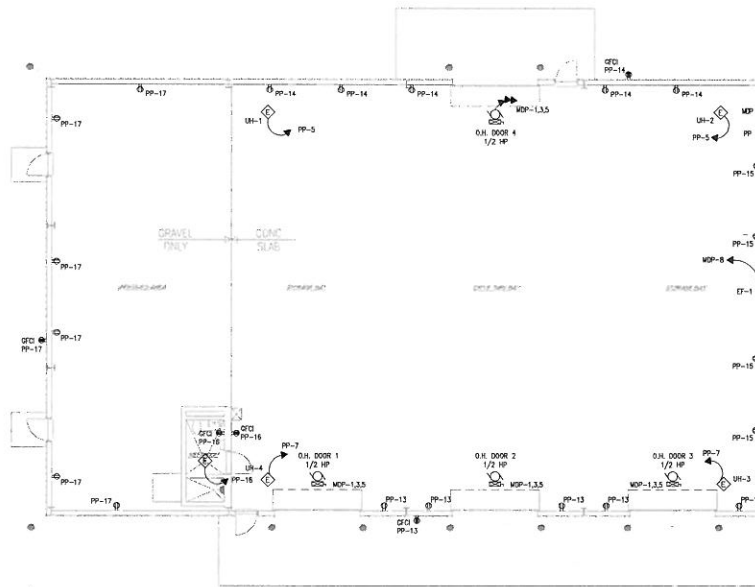 GFCI
PP-14
PP-17
PP-14
PP-14
PP-14
PP-14
PP-14
PP-17
UH-1
PP-5
MDP-1,3,5
O.H. DOOR 4
1/2 HP
UH-2
PP-5
MDP
PP
PP-15
GRAVEL
ONLY
CONC
SLAB
PP-15
PP-17
MDP-8
EF-1
STORAGE BAY
STORAGE BAY
PP-17
GFCI
PP-17
GFCI
PP-16
GFCI
PP-16
PP-15
PP-7
O.H. DOOR 1
1/2 HP
O.H. DOOR 2
1/2 HP
O.H. DOOR 3
1/2 HP
PP-7
UH-4
PP-17
MDP-1,3,5
MDP-1,3,5
MDP-1,3,5
UH-3
PP-17
PP-13
PP-13
PP-13
PP-13
GFCI
PP-13